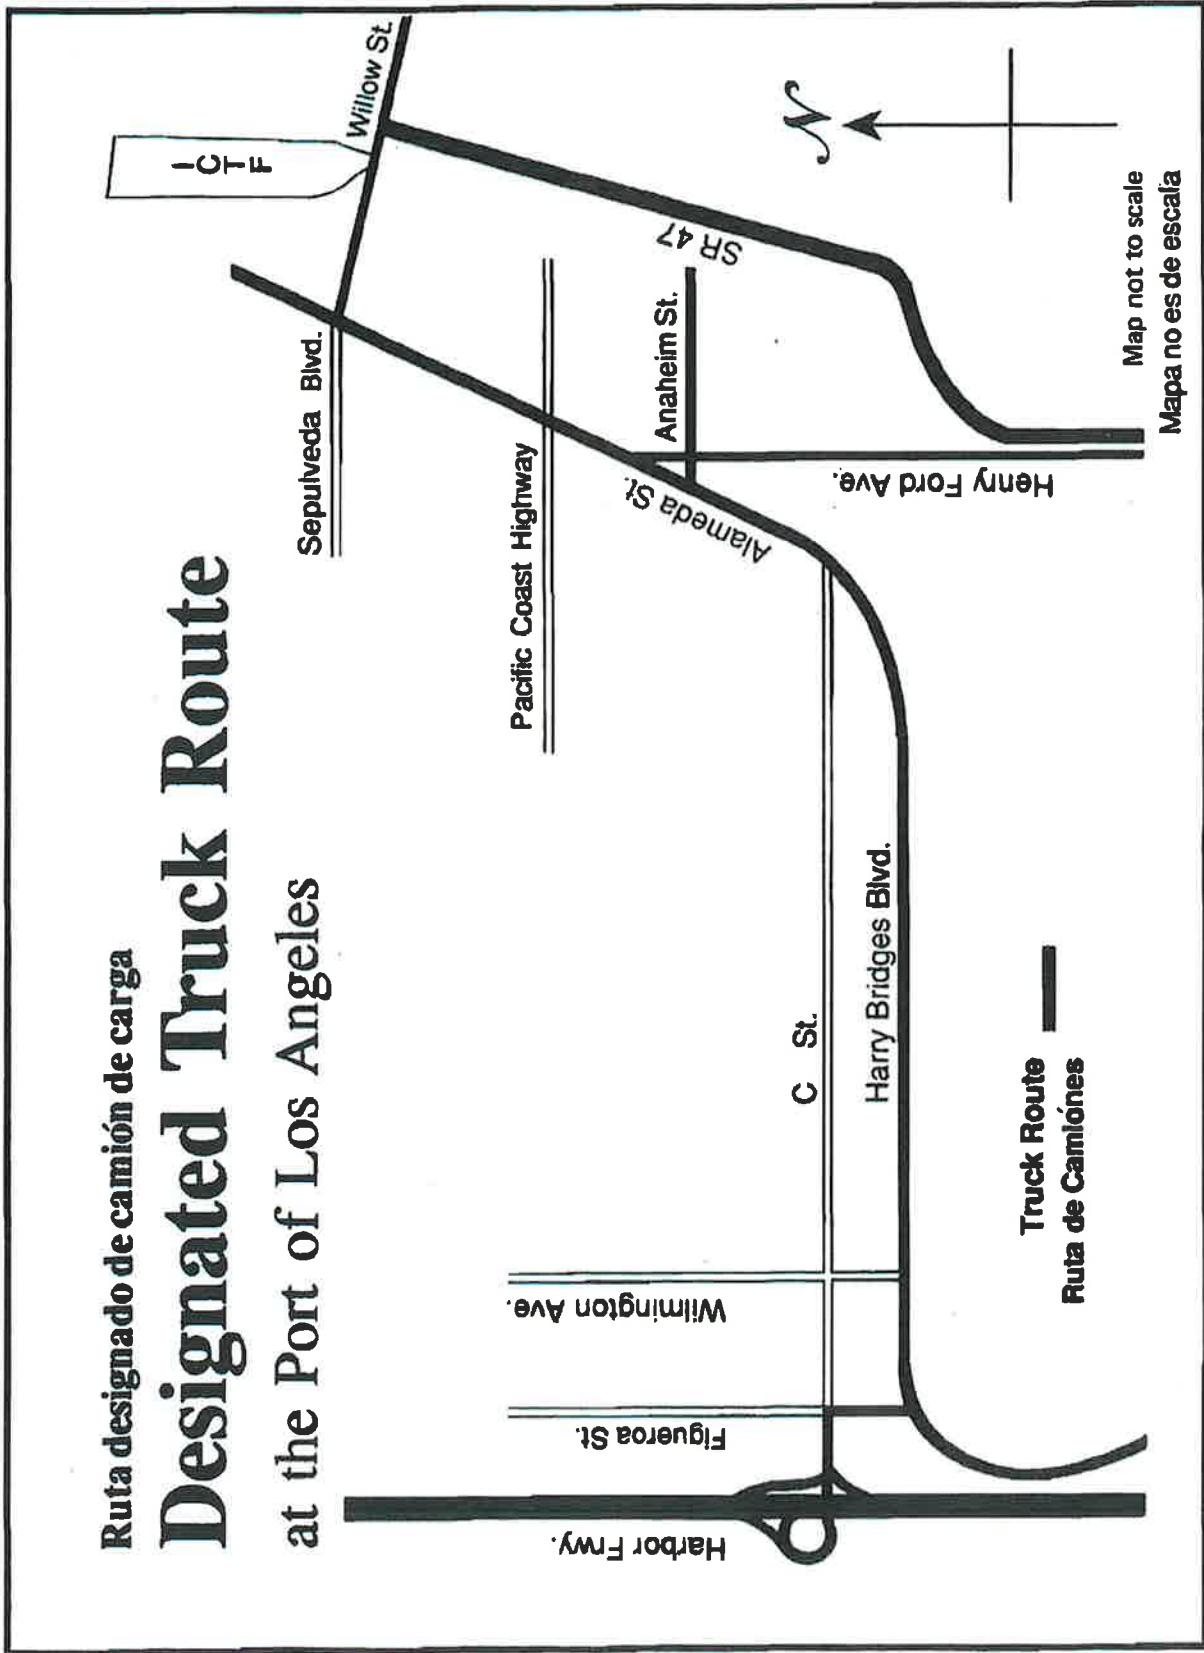 Ruta designado de camión de carga
Designated Truck Route
at the Port of Los Angeles
Willow St.
I
C
T
F
Sepulveda Blvd.
Pacific Coast Highway
SR 47
Anaheim St.
Alameda St.
Henry Ford Ave.
N
Harbor Frwy.
Figueroa St.
Wilmington Ave.
C St.
Harry Bridges Blvd.
Truck Route
Ruta de Camiónes
Map not to scale
Mapa no es de escala